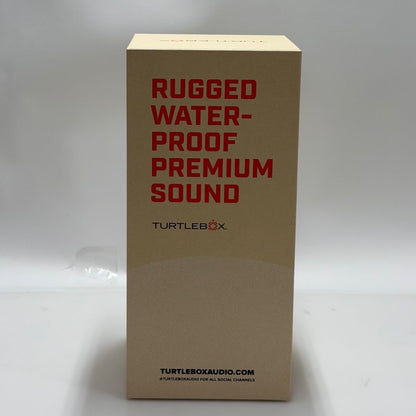 RUGGED
WATER-
PROOF
PREMIUM
SOUND
TURTLEBOX
TURTLEBOXAUDIO.COM
@TURTLEBOXAUDIO FOR ALL SOCIAL CHANNELS